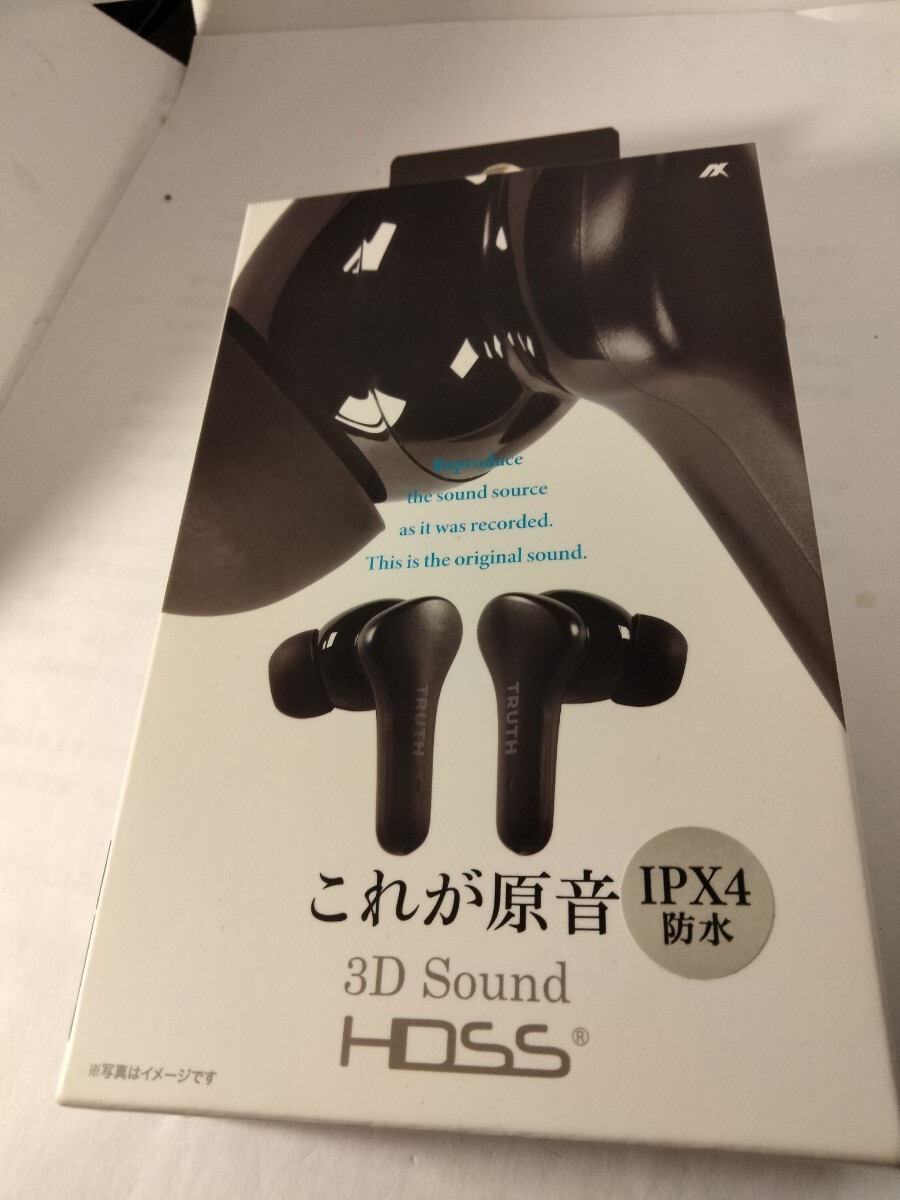 Reproduce
the sound source
as it was recorded.
This is the original sound.
TRUTH
TRUTH
これが原音
IPX4
防水
3D Sound
HDSS®
※写真はイメージです